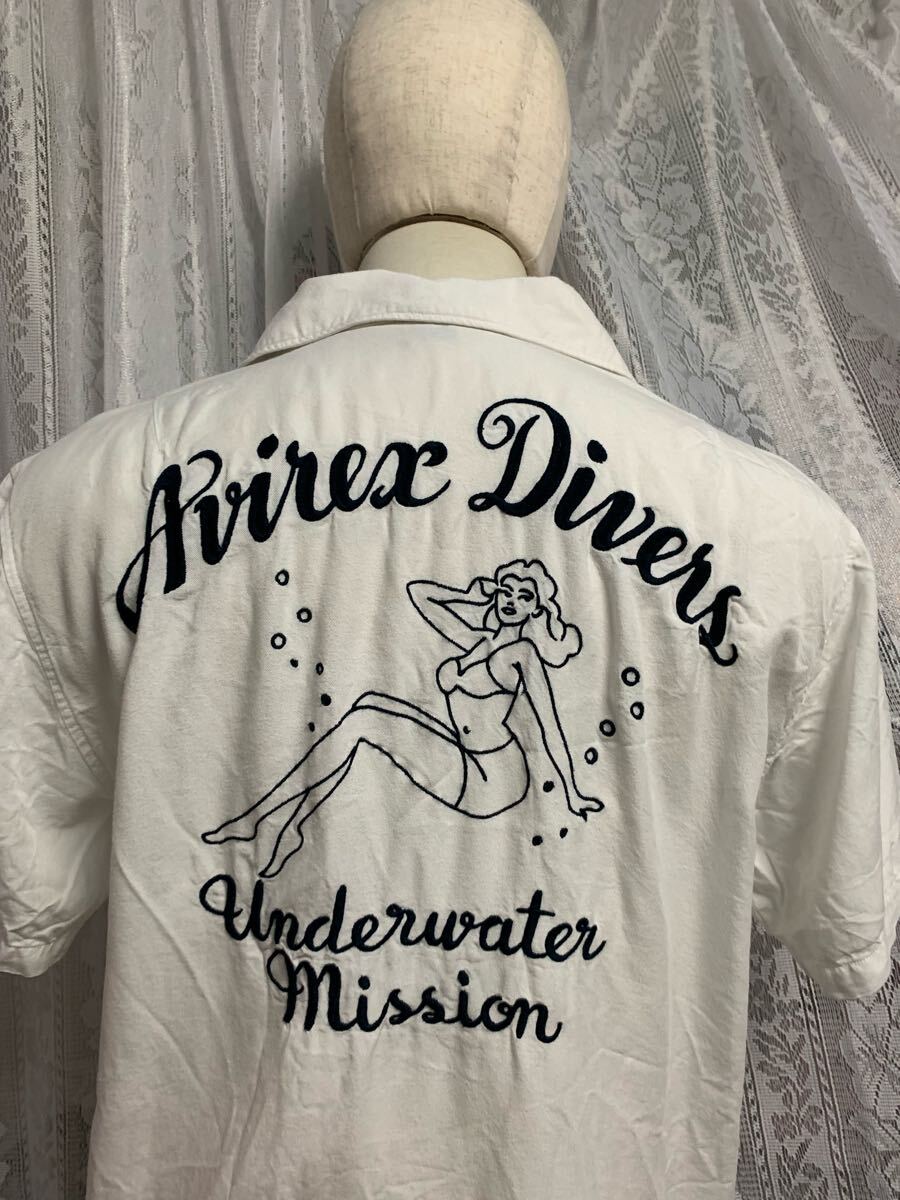 Avirex Divers
Underwater
Mission